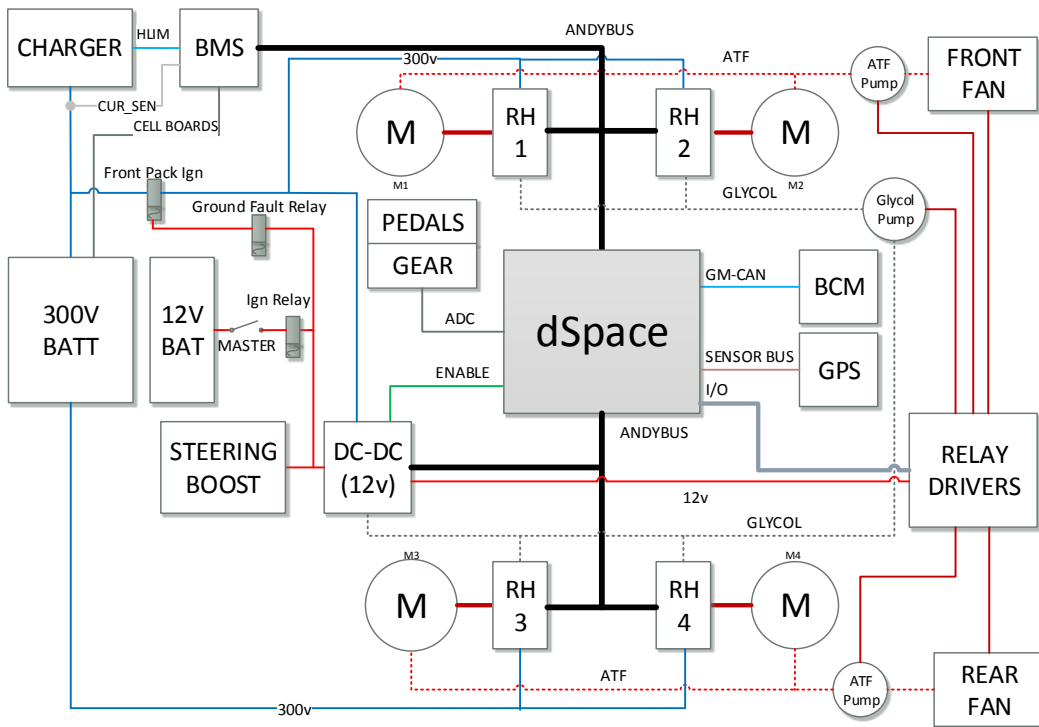 CHARGER
HLIM
BMS
ANDYBUS
300v
ATF
ATF
Pump
FRONT
FAN
CUR_SEN
CELL BOARDS
M
RH
1
RH
2
M
M1
M2
Front Pack Ign
Ground Fault Relay
GLYCOL
Glycol
Pump
PEDALS
GEAR
300V
BATT
12V
BAT
Ign Relay
MASTER
ADC
dSpace
GM-CAN
BCM
SENSOR BUS
GPS
ENABLE
I/O
ANDYBUS
STEERING
BOOST
DC-DC
(12v)
RELAY
DRIVERS
12v
GLYCOL
M3
M4
M
RH
3
RH
4
M
ATF
ATF
Pump
REAR
FAN
300v